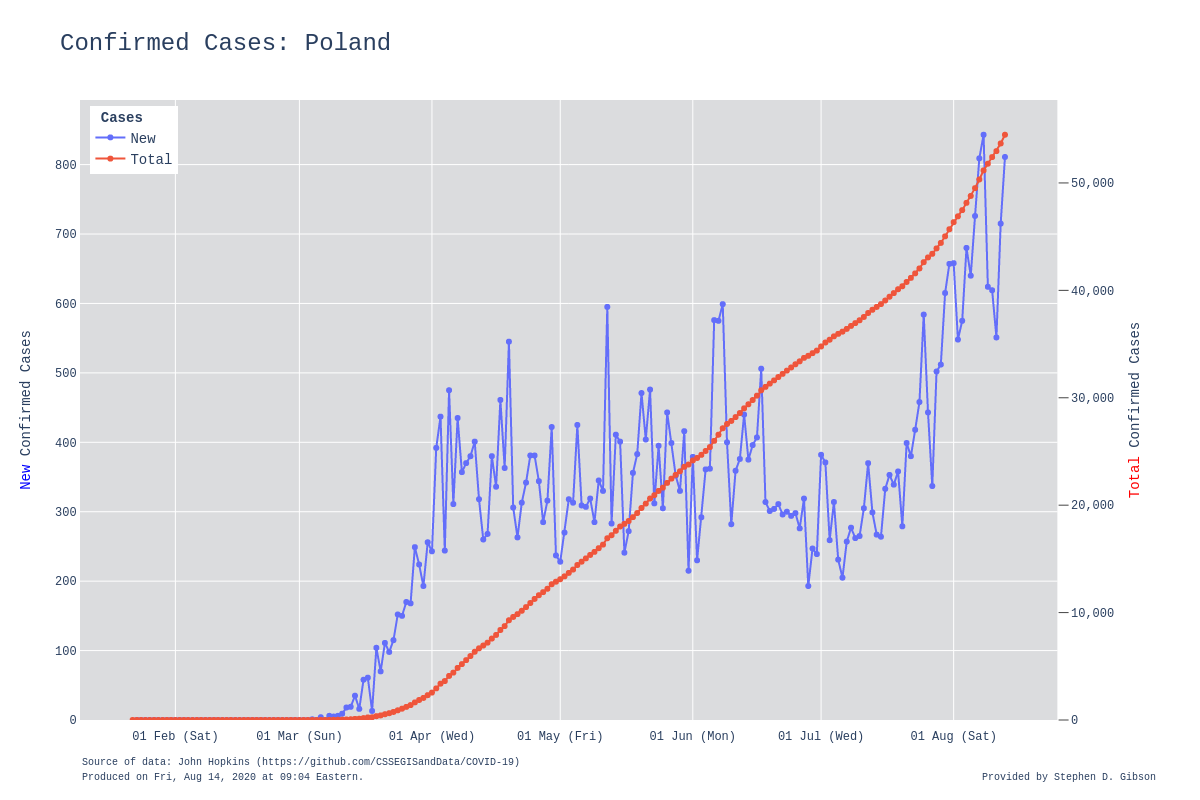 Confirmed Cases: Poland
Cases
New
Total
800
700
600
500
400
300
200
100
0
New Confirmed Cases
50,000
40,000
30,000
20,000
10,000
0
Total Confirmed Cases
01 Feb (Sat) 01 Mar (Sun) 01 Apr (Wed) 01 May (Fri) 01 Jun (Mon) 01 Jul (Wed) 01 Aug (Sat)
Source of data: John Hopkins (https://github.com/CSSEGISandData/COVID-19)
Produced on Fri, Aug 14, 2020 at 09:04 Eastern.
Provided by Stephen D. Gibson